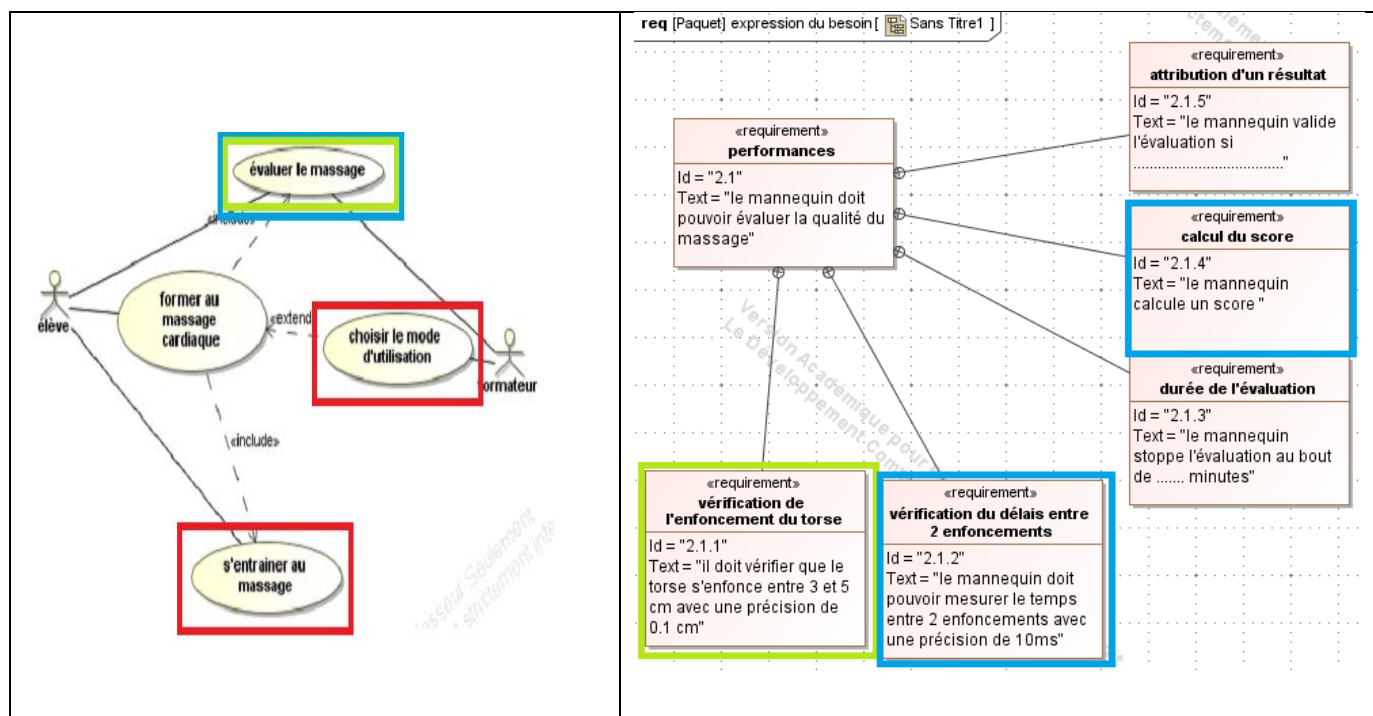 évaluer le massage
«include»
élève
former au
massage
cardiaque
«extend
choisir le mode
d'utilisation
formateur
«include»
s'entrainer au
massage
req [Paquet] expression du besoin [ Sans Titre1 ]
«requirement»
performances
Id = "2.1"
Text = "le mannequin doit
pouvoir évaluer la qualité du
massage"
«requirement»
attribution d'un résultat
Id = "2.1.5"
Text = "le mannequin valide
l'évaluation si
....................................."
«requirement»
calcul du score
Id = "2.1.4"
Text = "le mannequin
calcule un score "
«requirement»
durée de l'évaluation
Id = "2.1.3"
Text = "le mannequin
stoppe l'évaluation au bout
de ....... minutes"
«requirement»
vérification de
l'enfoncement du torse
Id = "2.1.1"
Text = "il doit vérifier que le
torse s'enfonce entre 3 et 5
cm avec une précision de
0.1 cm"
«requirement»
vérification du délais entre
2 enfoncements
Id = "2.1.2"
Text = "le mannequin doit
pouvoir mesurer le temps
entre 2 enfoncements avec
une précision de 10ms"
Version Académique pour
Le Développement
Seulement
strictement